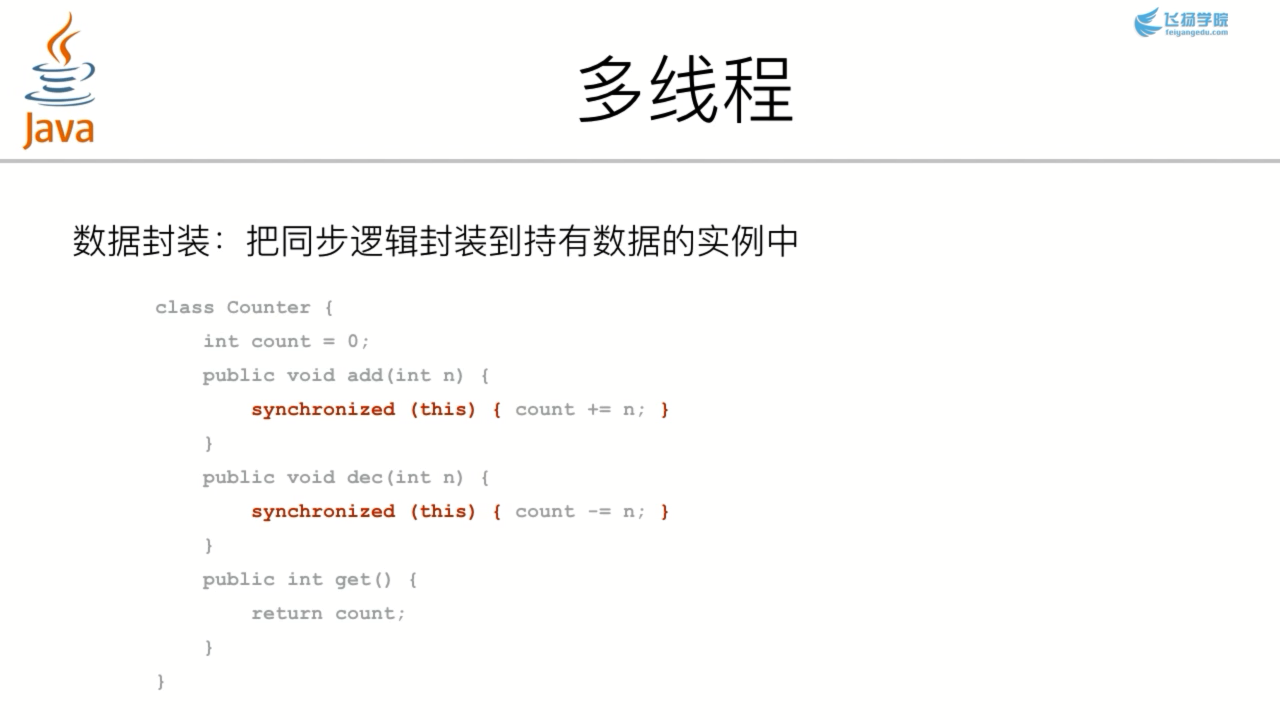 Java
飞扬学院
feiyangedu.com
多线程
数据封装：把同步逻辑封装到持有数据的实例中
class Counter {
    int count = 0;
    public void add(int n) {
        synchronized (this) { count += n; }
    }
    public void dec(int n) {
        synchronized (this) { count -= n; }
    }
    public int get() {
        return count;
    }
}